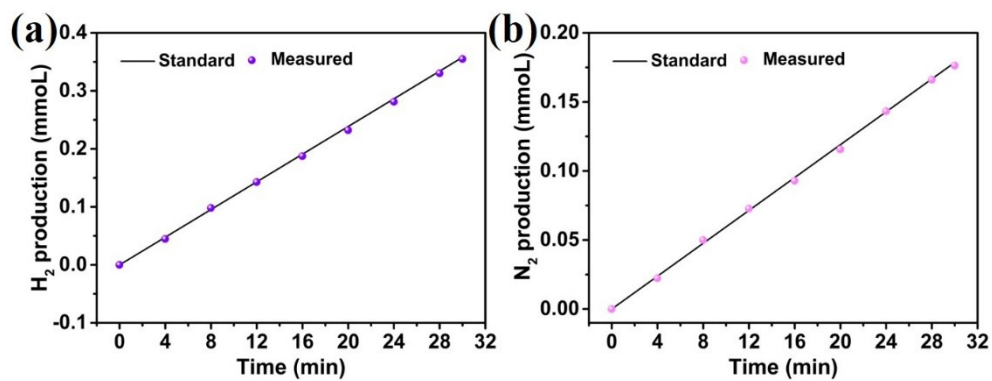 (a)
H₂ production (mmoL)
0.4
0.3
0.2
0.1
0.0
-0.1
Standard Measured
0 4 8 12 16 20 24 28 32
Time (min)
(b)
N₂ production (mmoL)
0.20
0.15
0.10
0.05
0.00
Standard Measured
0 4 8 12 16 20 24 28 32
Time (min)